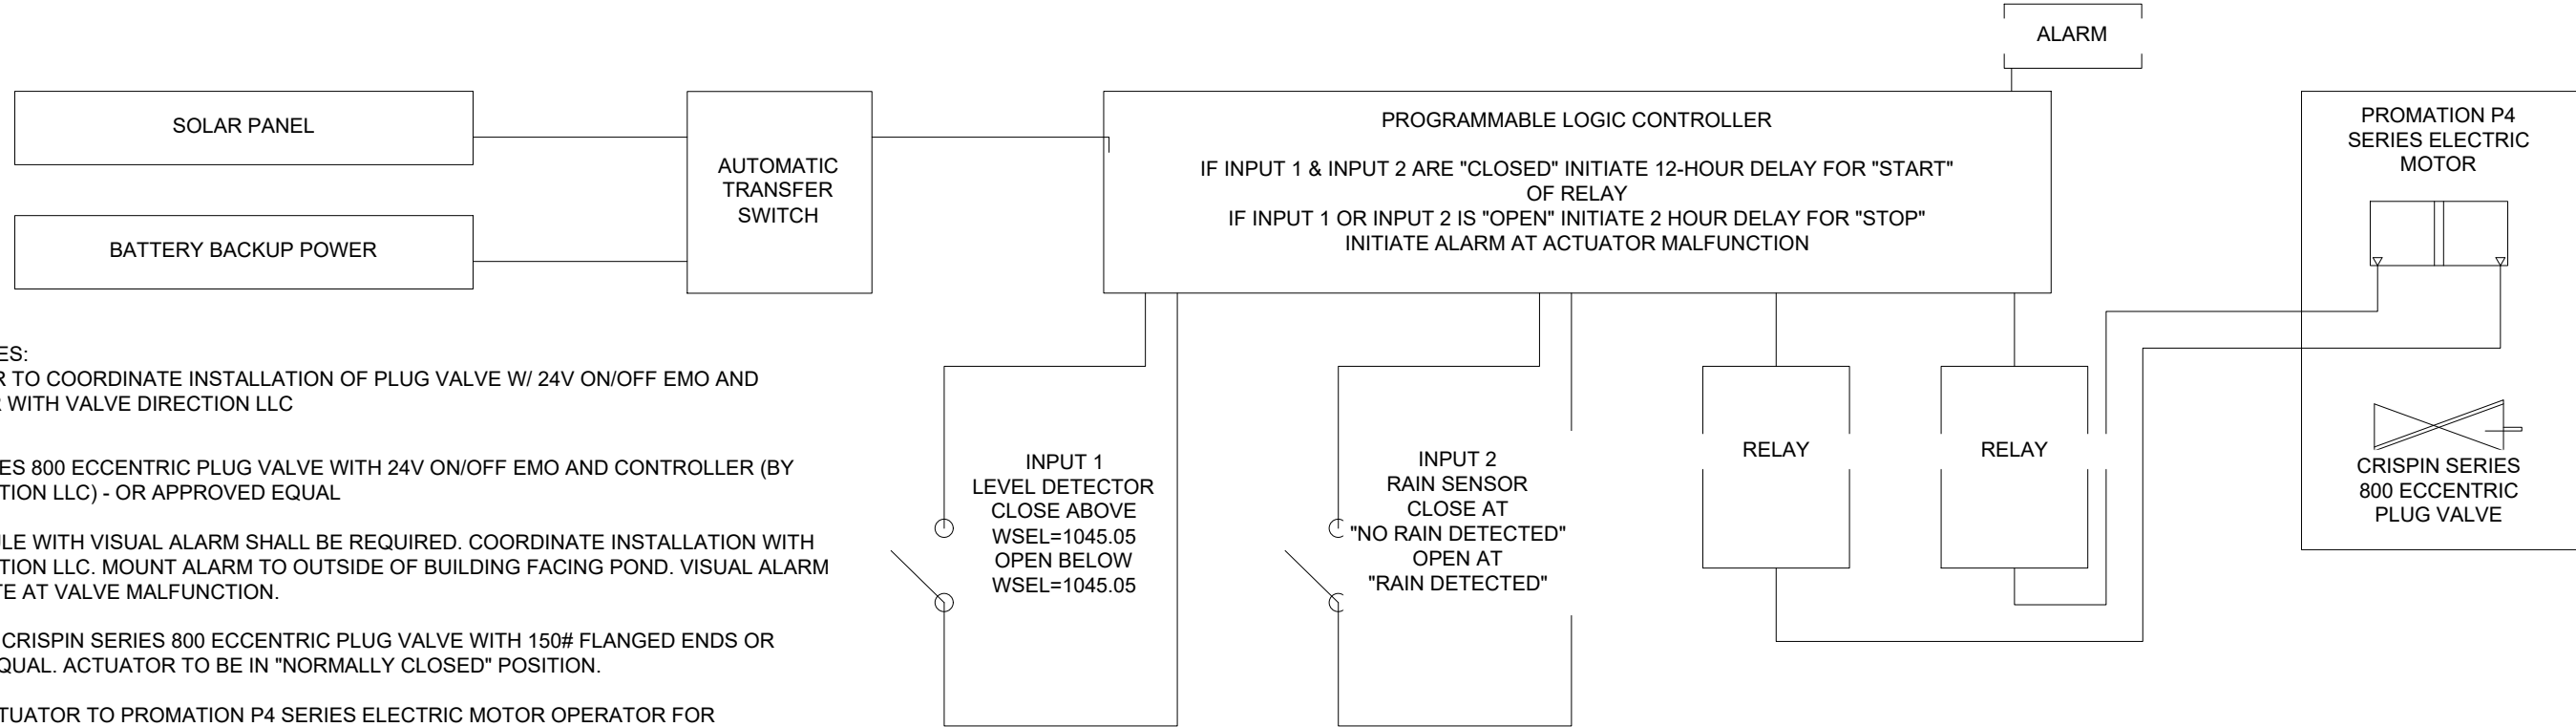 ALARM
SOLAR PANEL
BATTERY BACKUP POWER
AUTOMATIC
TRANSFER
SWITCH
PROGRAMMABLE LOGIC CONTROLLER
IF INPUT 1 & INPUT 2 ARE "CLOSED" INITIATE 12-HOUR DELAY FOR "START"
OF RELAY
IF INPUT 1 OR INPUT 2 IS "OPEN" INITIATE 2 HOUR DELAY FOR "STOP"
INITIATE ALARM AT ACTUATOR MALFUNCTION
PROMATION P4
SERIES ELECTRIC
MOTOR
CRISPIN SERIES
800 ECCENTRIC
PLUG VALVE
INPUT 1
LEVEL DETECTOR
CLOSE ABOVE
WSEL=1045.05
OPEN BELOW
WSEL=1045.05
INPUT 2
RAIN SENSOR
CLOSE AT
"NO RAIN DETECTED"
OPEN AT
"RAIN DETECTED"
RELAY
RELAY
ES:
R TO COORDINATE INSTALLATION OF PLUG VALVE W/ 24V ON/OFF EMO AND
R WITH VALVE DIRECTION LLC
ES 800 ECCENTRIC PLUG VALVE WITH 24V ON/OFF EMO AND CONTROLLER (BY
TION LLC) - OR APPROVED EQUAL
LE WITH VISUAL ALARM SHALL BE REQUIRED. COORDINATE INSTALLATION WITH
TION LLC. MOUNT ALARM TO OUTSIDE OF BUILDING FACING POND. VISUAL ALARM
TE AT VALVE MALFUNCTION.
CRISPIN SERIES 800 ECCENTRIC PLUG VALVE WITH 150# FLANGED ENDS OR
QUAL. ACTUATOR TO BE IN "NORMALLY CLOSED" POSITION.
TUATOR TO PROMATION P4 SERIES ELECTRIC MOTOR OPERATOR FOR